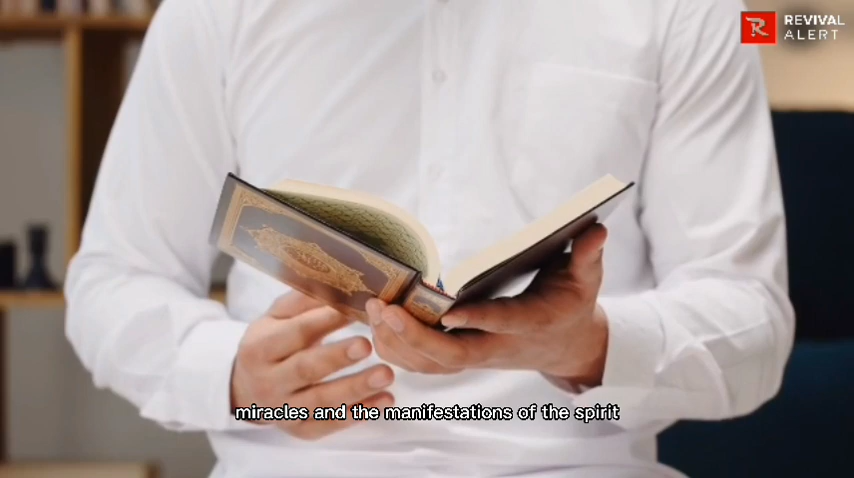 REVIVAL
ALERT
miracles and the manifestations of the spirit